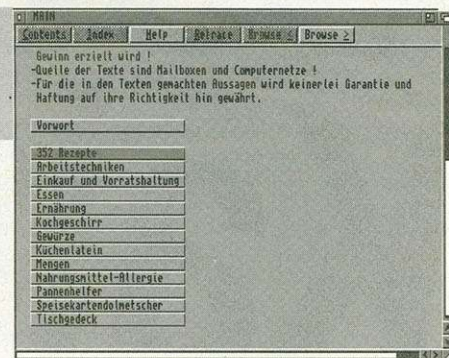 MAIN
Contents Index Help Retrace Browse < Browse >
Gewinn erzielt wird !
-Quelle der Texte sind Mailboxen und Computernetze !
-Für die in den Texten gemachten Aussagen wird keinerlei Garantie und
Haftung auf ihre Richtigkeit hin gewährt.
Vorwort
352 Rezepte
Arbeitstechniken
Einkauf und Vorratshaltung
Essen
Ernährung
Kochgeschirr
Gewürze
Küchenlatein
Mengen
Nahrungsmittel-Allergie
Pannenhelfer
Speisekartendolmetscher
Tischgedeck